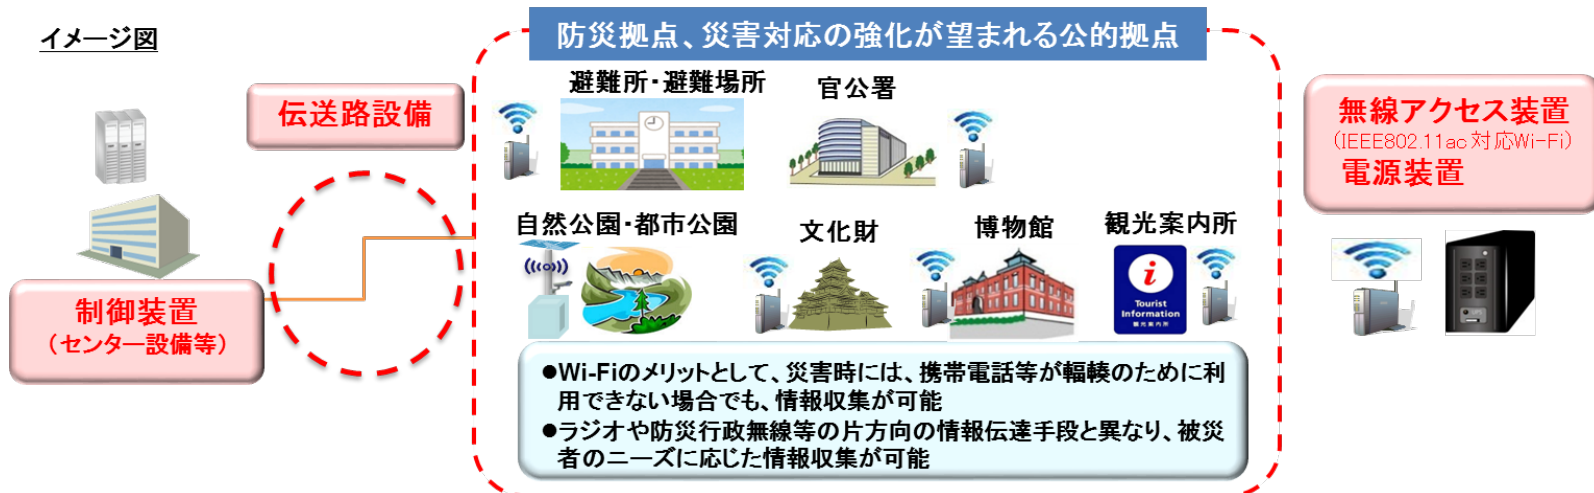 イメージ図
防災拠点、災害対応の強化が望まれる公的拠点
伝送路設備
避難所・避難場所
官公署
無線アクセス装置
(IEEE802.11ac 対応Wi-Fi)
電源装置
自然公園・都市公園
文化財
博物館
観光案内所
i
Tourist
Information
観光案内所
制御装置
(センター設備等)
●Wi-Fiのメリットとして、災害時には、携帯電話等が輻輳のために利
用できない場合でも、情報収集が可能
●ラジオや防災行政無線等の片方向の情報伝達手段と異なり、被災
者のニーズに応じた情報収集が可能